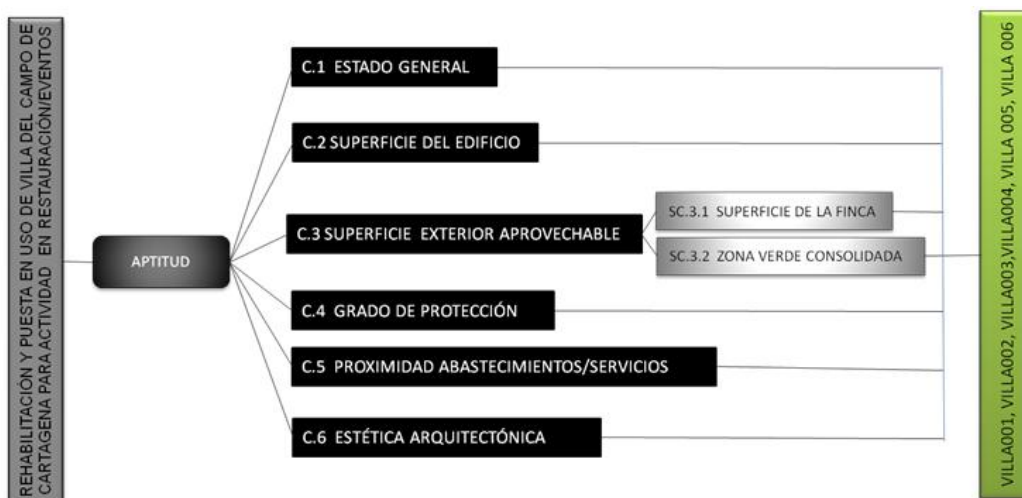 REHABILITACIÓN Y PUESTA EN USO DE VILLA DEL CAMPO DE
CARTAGENA PARA ACTIVIDAD EN RESTAURACIÓN/EVENTOS
APTITUD
C.1 ESTADO GENERAL
C.2 SUPERFICIE DEL EDIFICIO
C.3 SUPERFICIE EXTERIOR APROVECHABLE
SC.3.1 SUPERFICIE DE LA FINCA
SC.3.2 ZONA VERDE CONSOLIDADA
C.4 GRADO DE PROTECCIÓN
C.5 PROXIMIDAD ABASTECIMIENTOS/SERVICIOS
C.6 ESTÉTICA ARQUITECTÓNICA
VILLA001, VILLA002, VILLA003,VILLA004, VILLA 005, VILLA 006